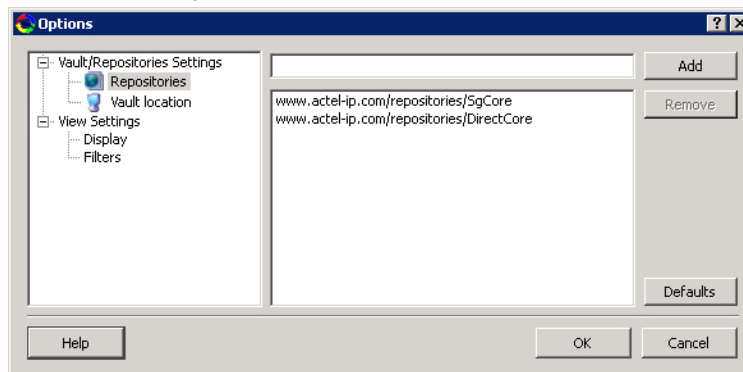 Options
Vault/Repositories Settings
Repositories
Vault location
View Settings
Display
Filters
Add
www.actel-ip.com/repositories/SgCore
www.actel-ip.com/repositories/DirectCore
Remove
Defaults
Help
OK
Cancel